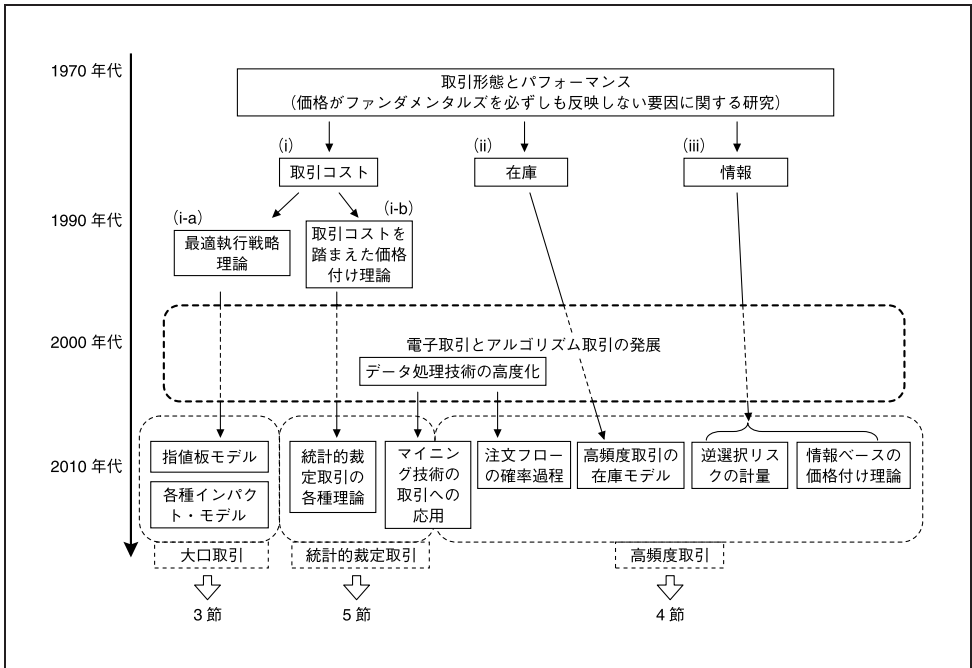 1970 年代
取引形態とパフォーマンス
（価格がファンダメンタルズを必ずしも反映しない要因に関する研究）
（i）
（ii）
（iii）
取引コスト
在庫
情報
1990 年代
（i-a）
（i-b）
最適執行戦略
理論
取引コストを
踏まえた価格
付け理論
2000 年代
電子取引とアルゴリズム取引の発展
データ処理技術の高度化
2010 年代
指値板モデル
各種インパク
ト・モデル
統計的裁
定取引の
各種理論
マイニン
グ技術の
取引への
応用
注文フロー
の確率過程
高頻度取引の
在庫モデル
逆選択リス
クの計量
情報ベースの
価格付け理論
大口取引
統計的裁定取引
高頻度取引
3 節
5 節
4 節